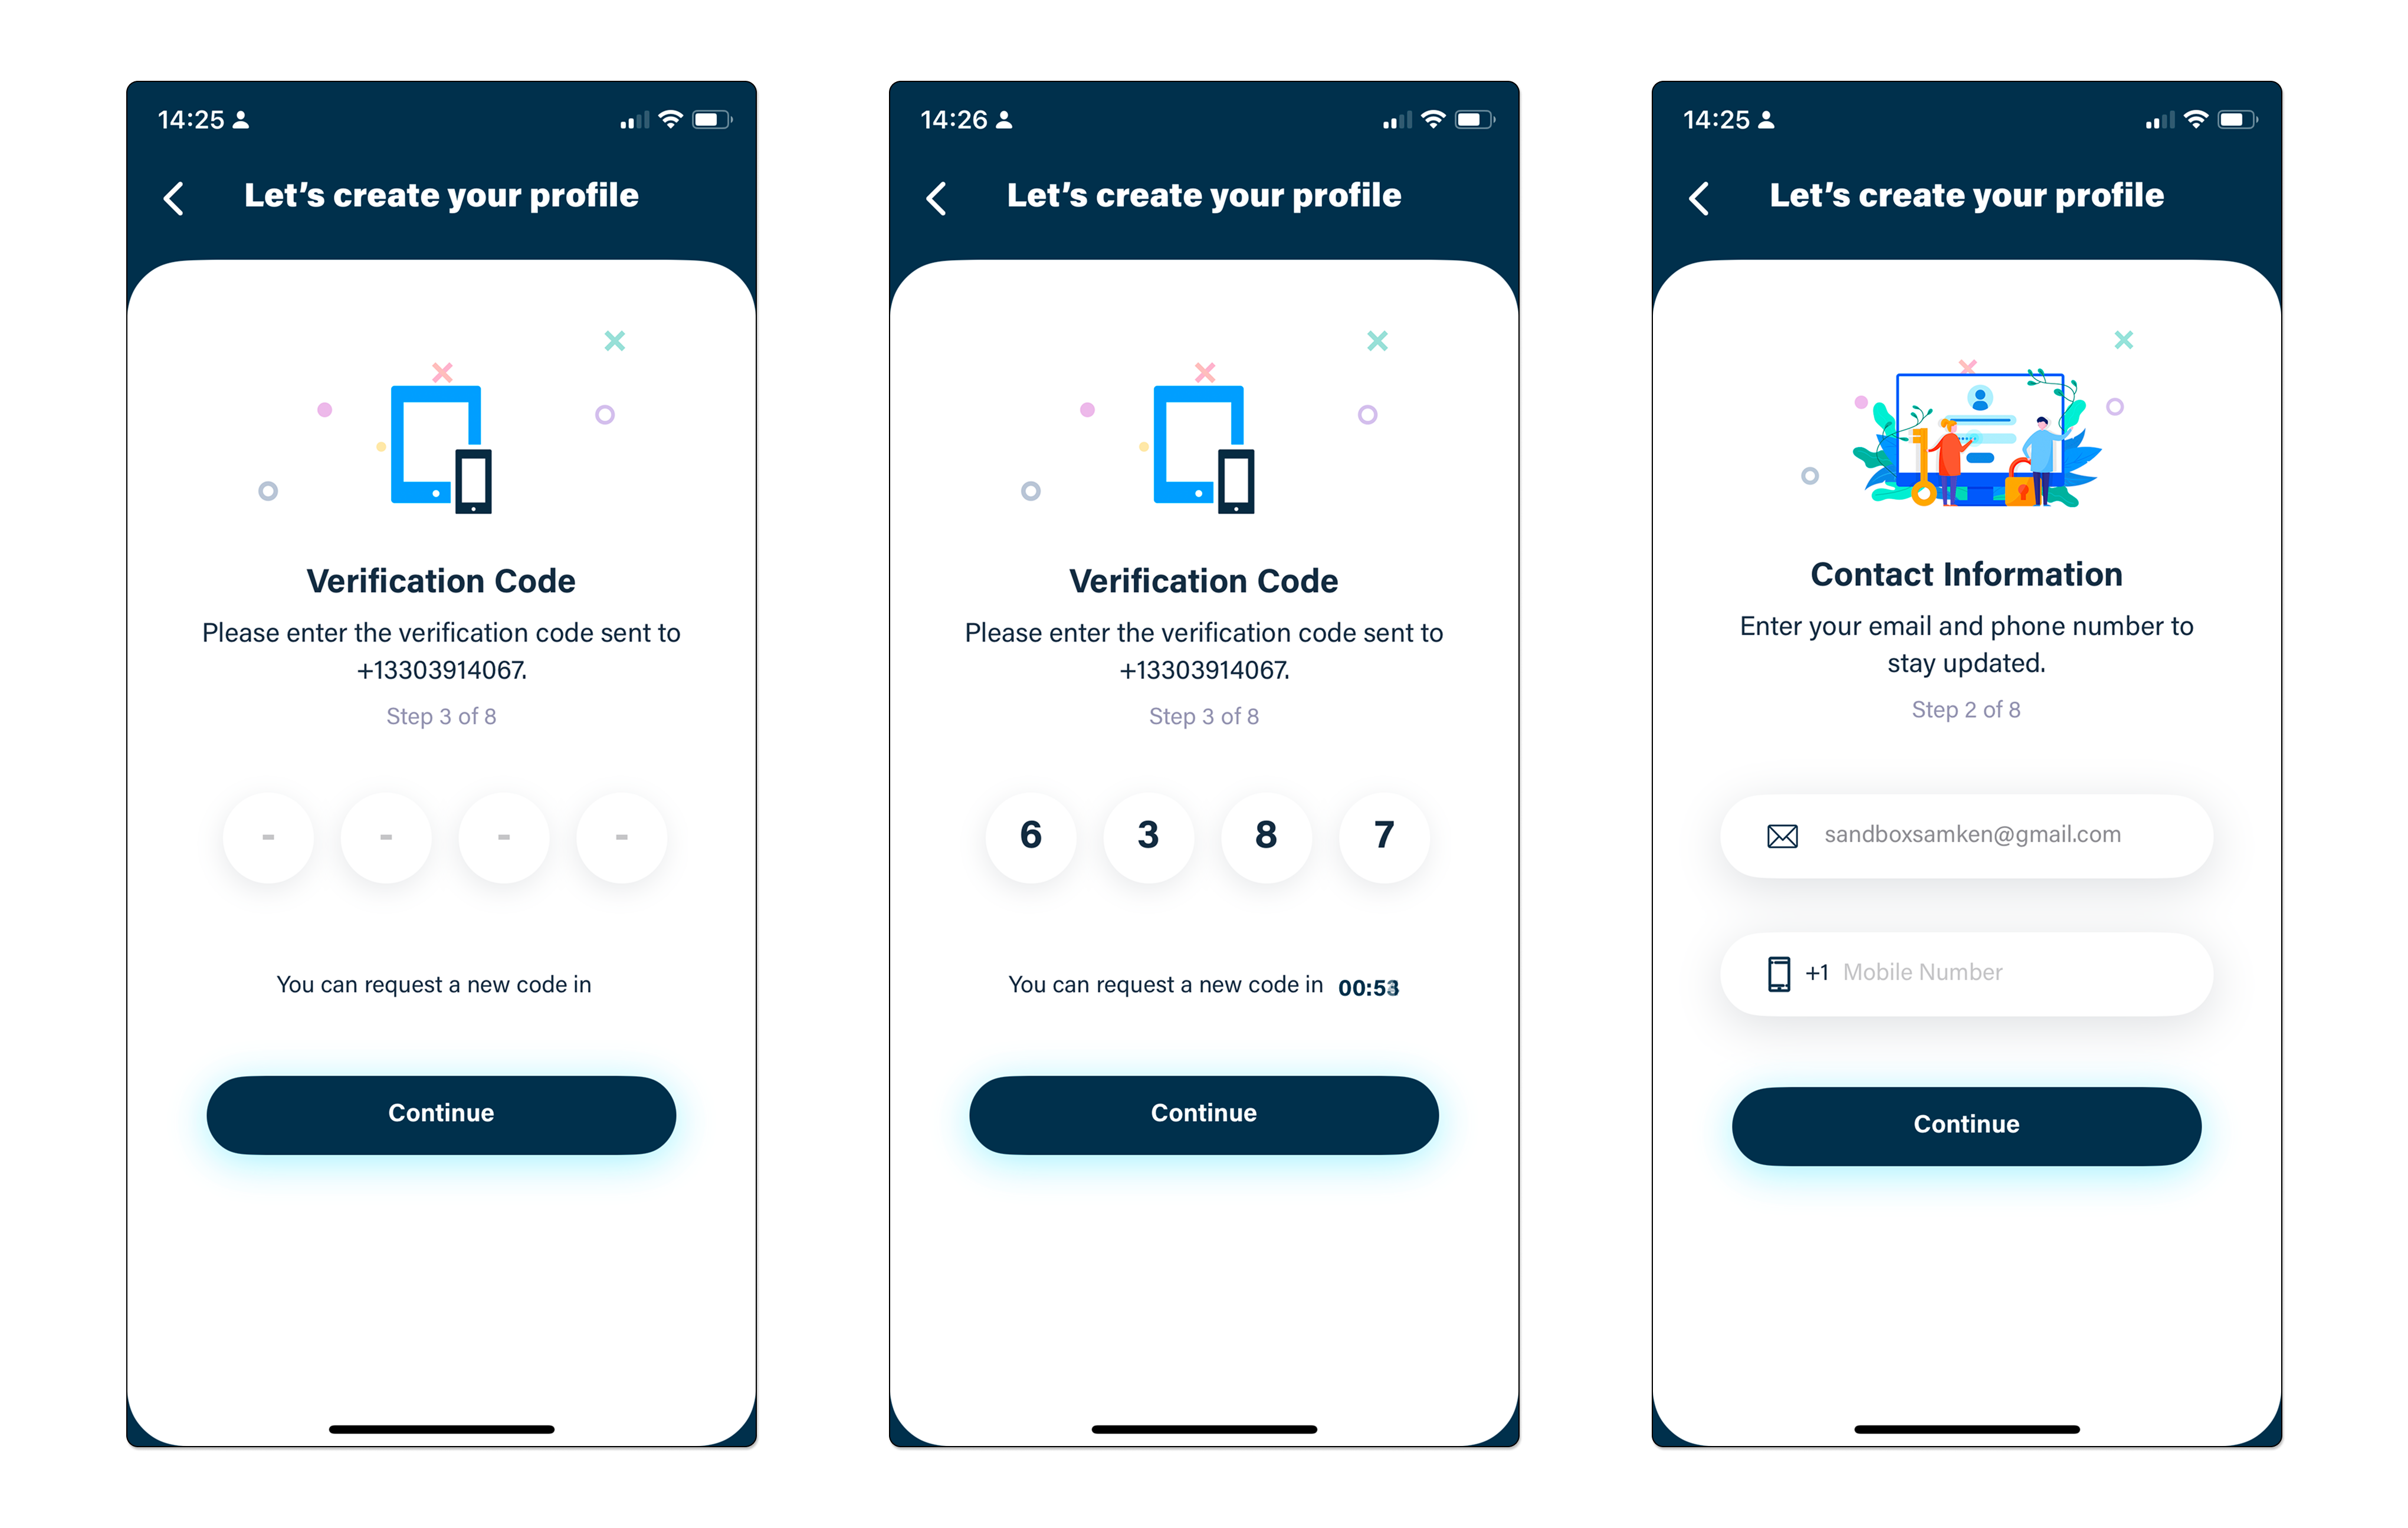 14:25
Let's create your profile
Verification Code
Please enter the verification code sent to
+13303914067.
Step 3 of 8
- - - -
You can request a new code in
Continue
14:26
Let's create your profile
Verification Code
Please enter the verification code sent to
+13303914067.
Step 3 of 8
6 3 8 7
You can request a new code in
Continue
14:25
Let's create your profile
Contact Information
Enter your email and phone number to
stay updated.
Step 2 of 8
sandboxsamken@gmail.com
+1 Mobile Number
Continue